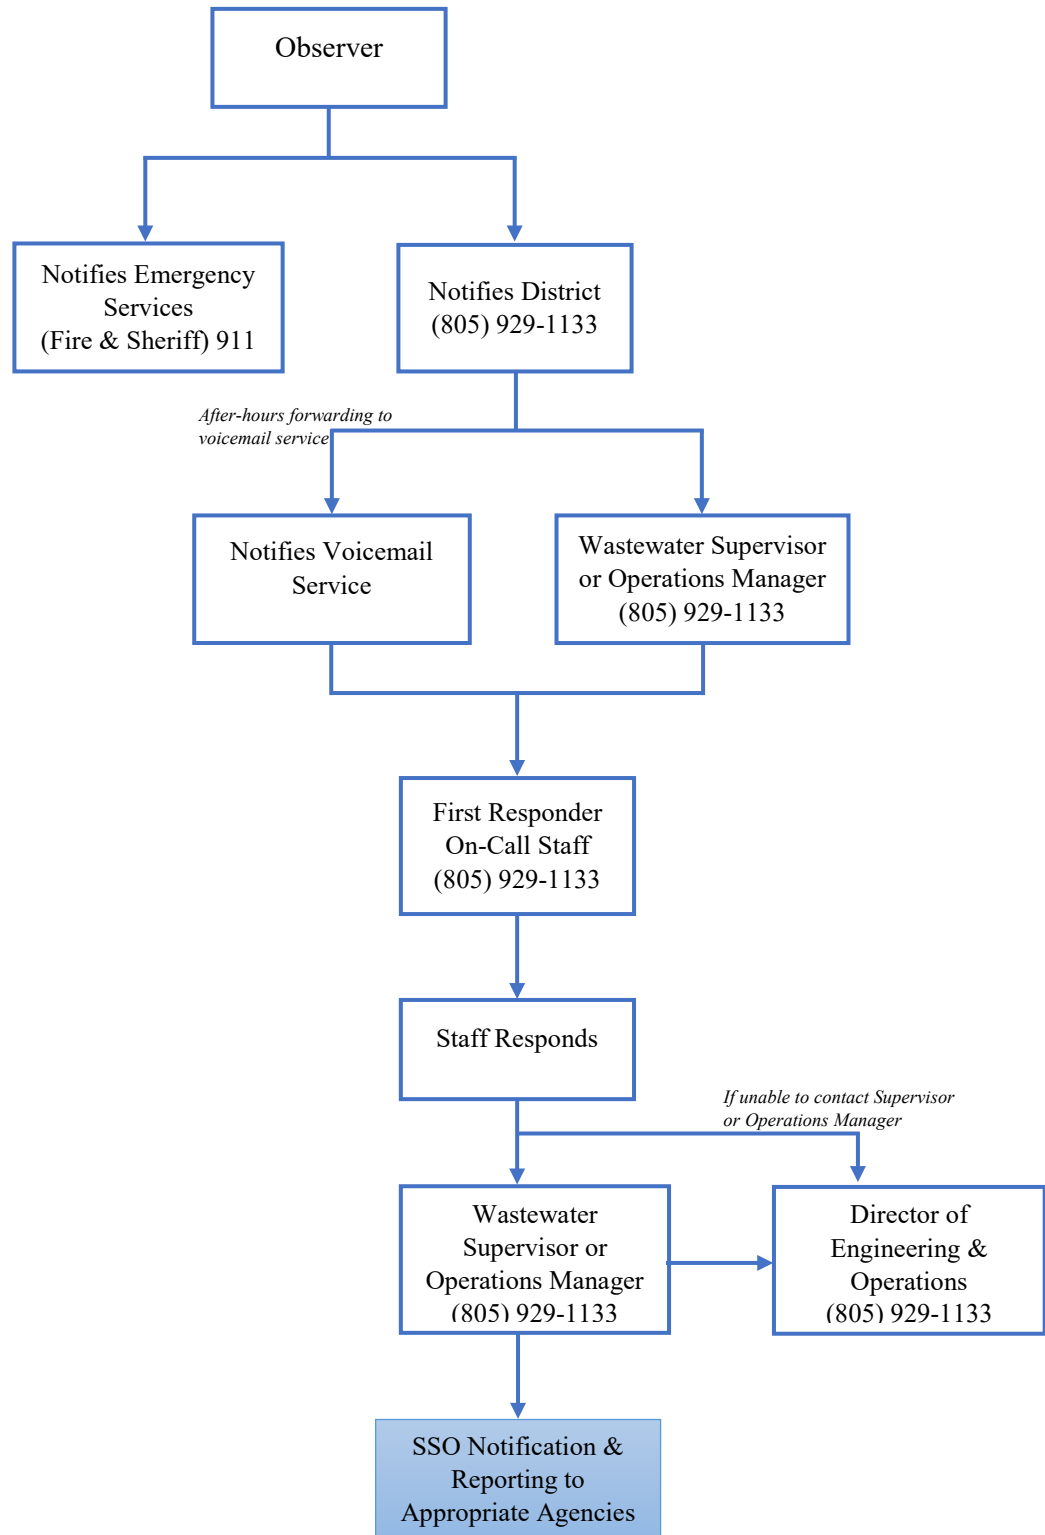 Observer
Notifies Emergency
Services
(Fire & Sheriff) 911
Notifies District
(805) 929-1133
After-hours forwarding to
voicemail service
Notifies Voicemail
Service
Wastewater Supervisor
or Operations Manager
(805) 929-1133
First Responder
On-Call Staff
(805) 929-1133
Staff Responds
If unable to contact Supervisor
or Operations Manager
Wastewater
Supervisor or
Operations Manager
(805) 929-1133
Director of
Engineering &
Operations
(805) 929-1133
SSO Notification &
Reporting to
Appropriate Agencies